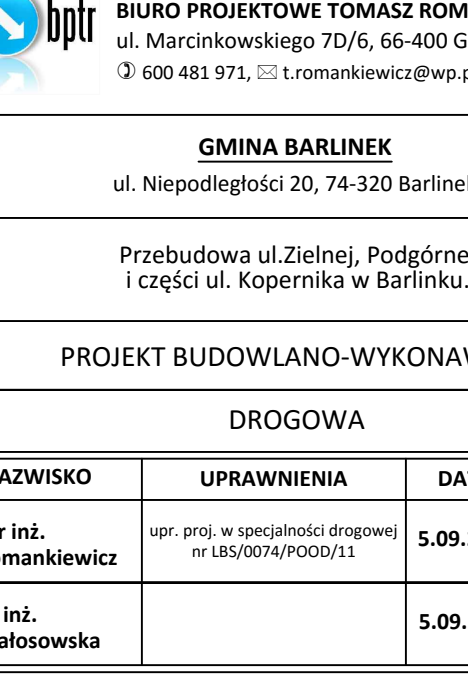 bptr
BIURO PROJEKTOWE TOMASZ ROM
ul. Marcinkowskiego 7D/6, 66-400 G
✆ 600 481 971, ✉ t.romankiewicz@wp.p
GMINA BARLINEK
ul. Niepodległości 20, 74-320 Barlinek
Przebudowa ul.Zielnej, Podgórne
i części ul. Kopernika w Barlinku.
PROJEKT BUDOWLANO-WYKONAW
DROGOWA
AZWISKO UPRAWNIENIA DA
r inż.
omankiewicz
upr. proj. w specjalności drogowej
nr LBS/0074/POOD/11
5.09.
inż.
ałosowska
5.09.